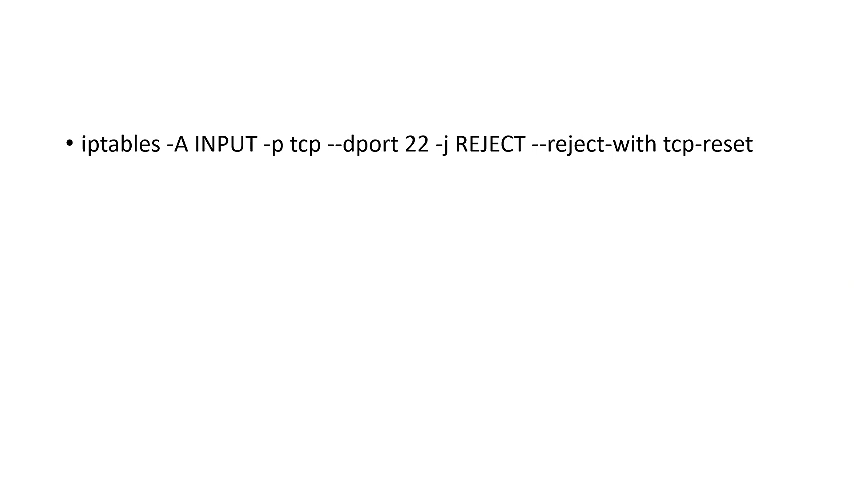 • iptables -A INPUT -p tcp --dport 22 -j REJECT --reject-with tcp-reset